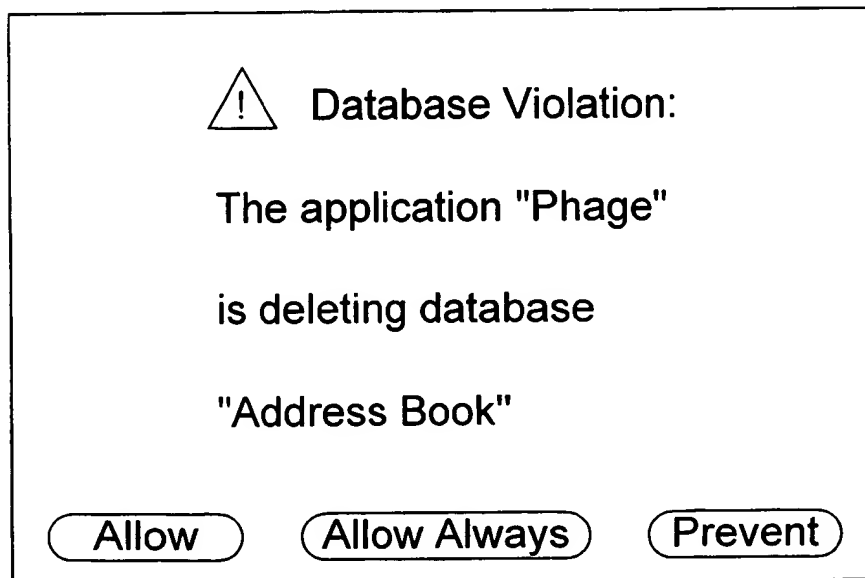 ! Database Violation:
The application "Phage"
is deleting database
"Address Book"
Allow Allow Always Prevent